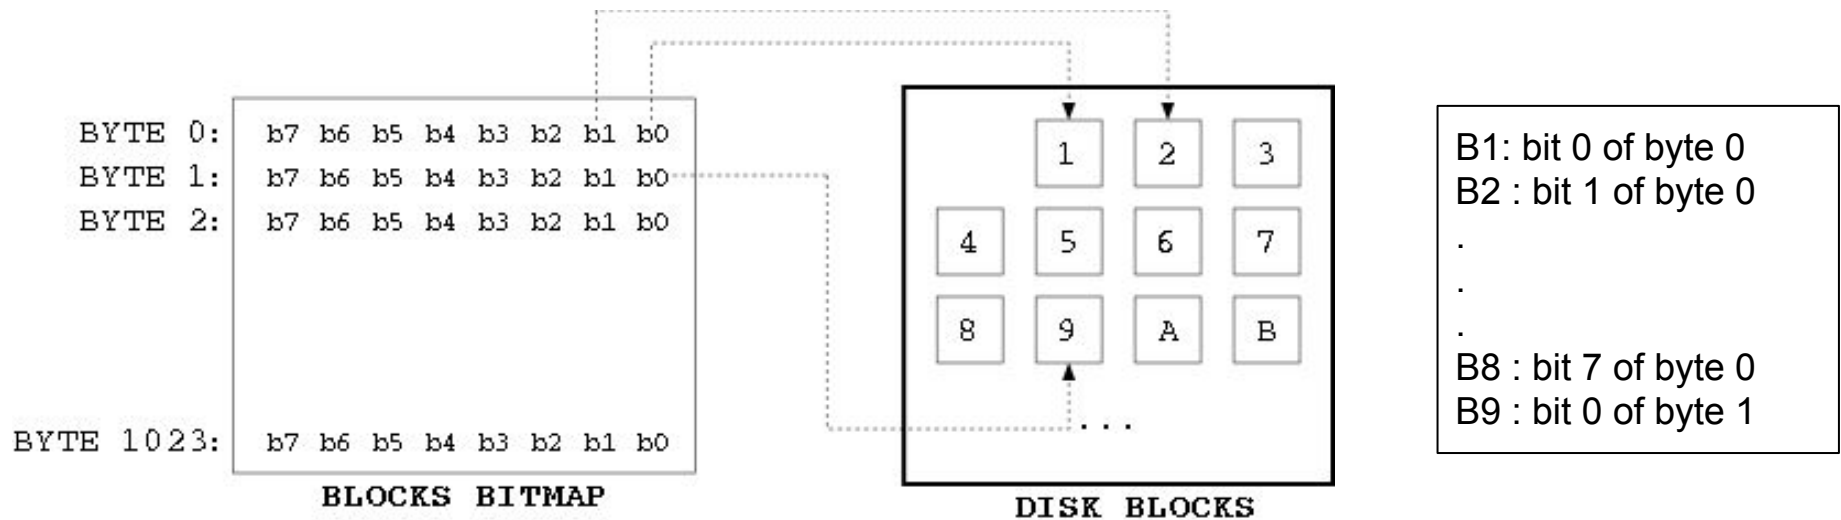 BYTE 0: b7 b6 b5 b4 b3 b2 b1 b0
BYTE 1: b7 b6 b5 b4 b3 b2 b1 b0
BYTE 2: b7 b6 b5 b4 b3 b2 b1 b0
BYTE 1023: b7 b6 b5 b4 b3 b2 b1 b0
BLOCKS BITMAP
1 2 3
4 5 6 7
8 9 A B
...
DISK BLOCKS
B1: bit 0 of byte 0
B2 : bit 1 of byte 0
.
.
.
B8 : bit 7 of byte 0
B9 : bit 0 of byte 1